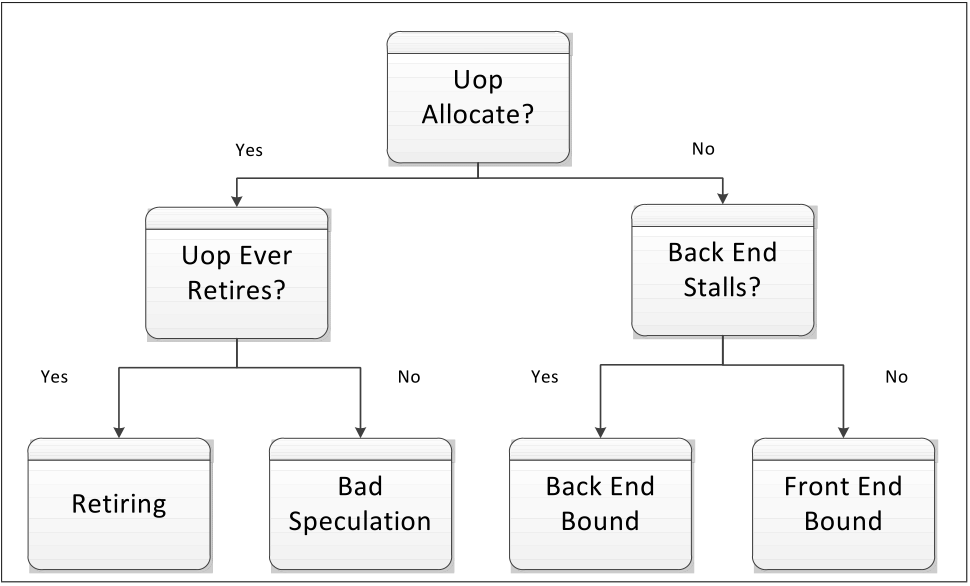 Uop
Allocate?
Yes
No
Uop Ever
Retires?
Back End
Stalls?
Yes
No
Yes
No
Retiring
Bad
Speculation
Back End
Bound
Front End
Bound